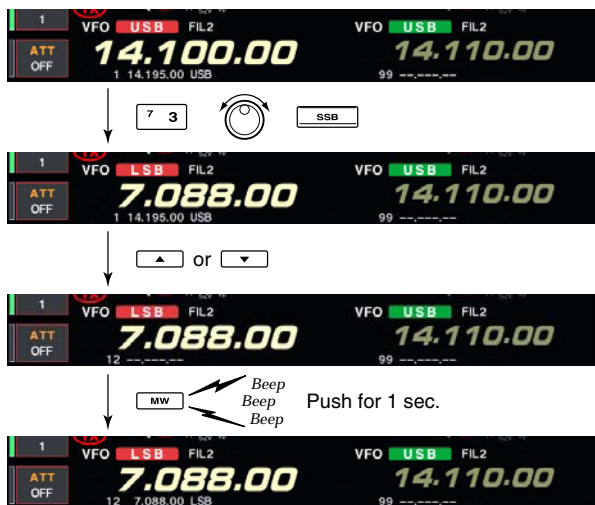 1 TX VFO USB FIL2 VFO USB FIL2
ATT OFF 14.100.00 14.110.00
1 14.195.00 USB 99 --,---,--
7 3 SSB
1 VFO LSB FIL2 VFO USB FIL2
ATT OFF 7.088.00 14.110.00
1 14.195.00 USB 99 --,---,--
or
1 TX VFO LSB FIL2 VFO USB FIL2
ATT OFF 7.088.00 14.110.00
12 --,---,-- 99 --,---,--
Beep
MW Beep Push for 1 sec.
Beep
1 VFO LSB FIL2 VFO USB FIL2
ATT OFF 7.088.00 14.110.00
12 7.088.00 LSB 99 --,---,--